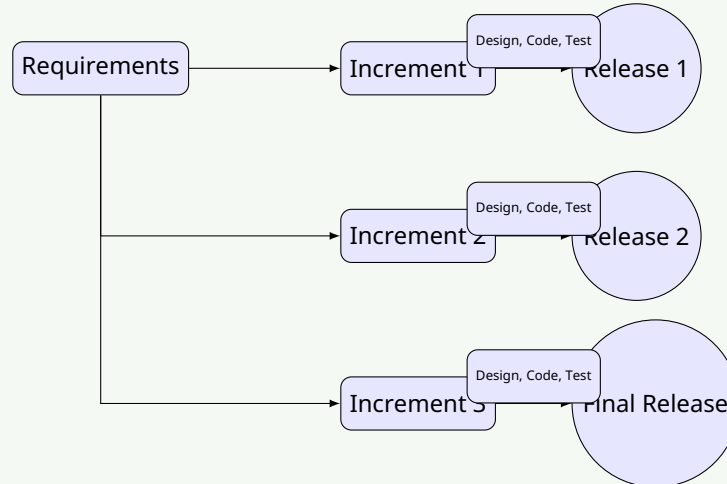 Requirements
Increment 1
Design, Code, Test
Release 1
Increment 2
Design, Code, Test
Release 2
Increment 3
Design, Code, Test
Final Release